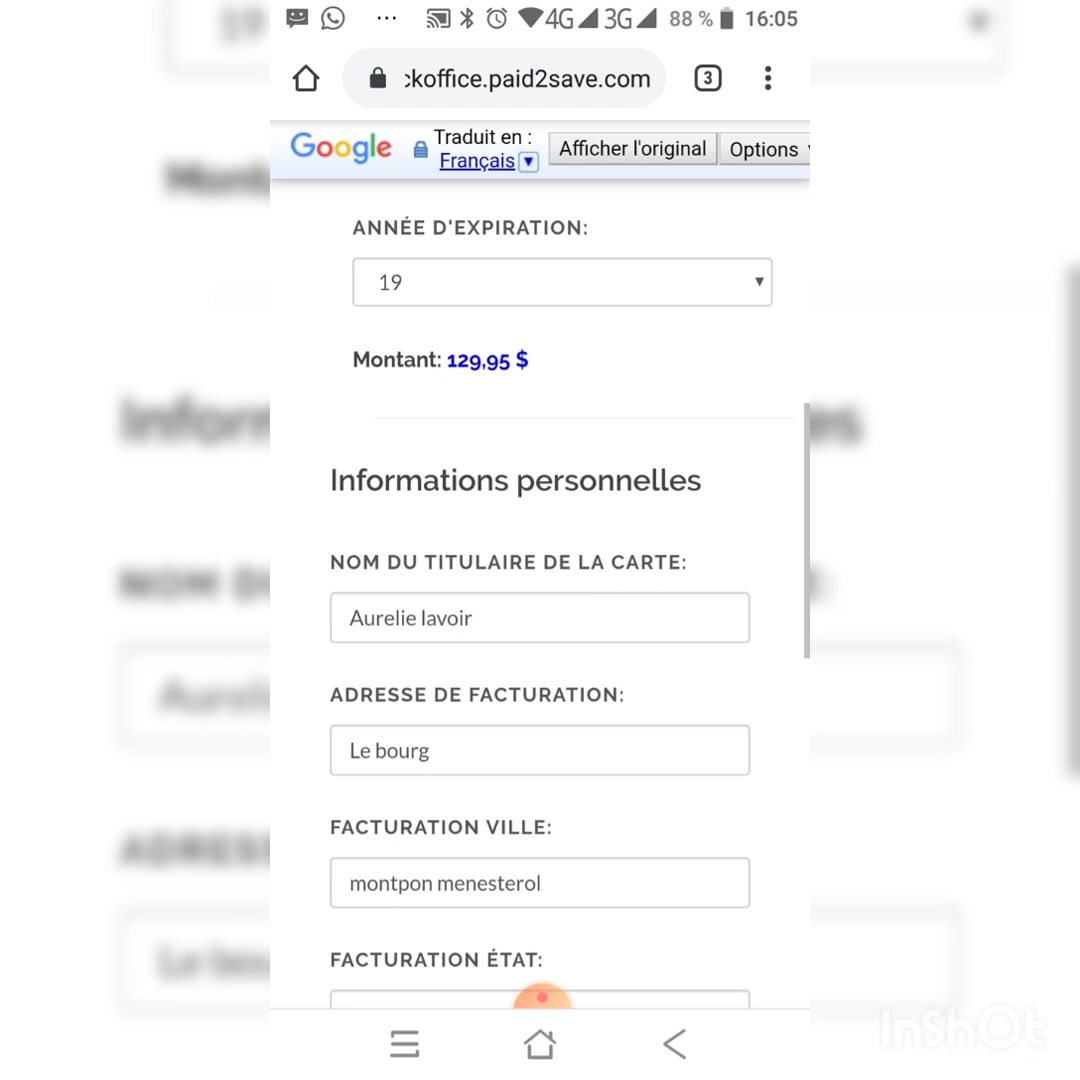 4G 3G 88 % 16:05
:koffice.paid2save.com 3
Google Traduit en : Afficher l'original Options
Français
ANNÉE D'EXPIRATION:
19
Montant: 129,95 $
Informations personnelles
NOM DU TITULAIRE DE LA CARTE:
Aurelie lavoir
ADRESSE DE FACTURATION:
Le bourg
FACTURATION VILLE:
montpon menesterol
FACTURATION ÉTAT:
InShOt